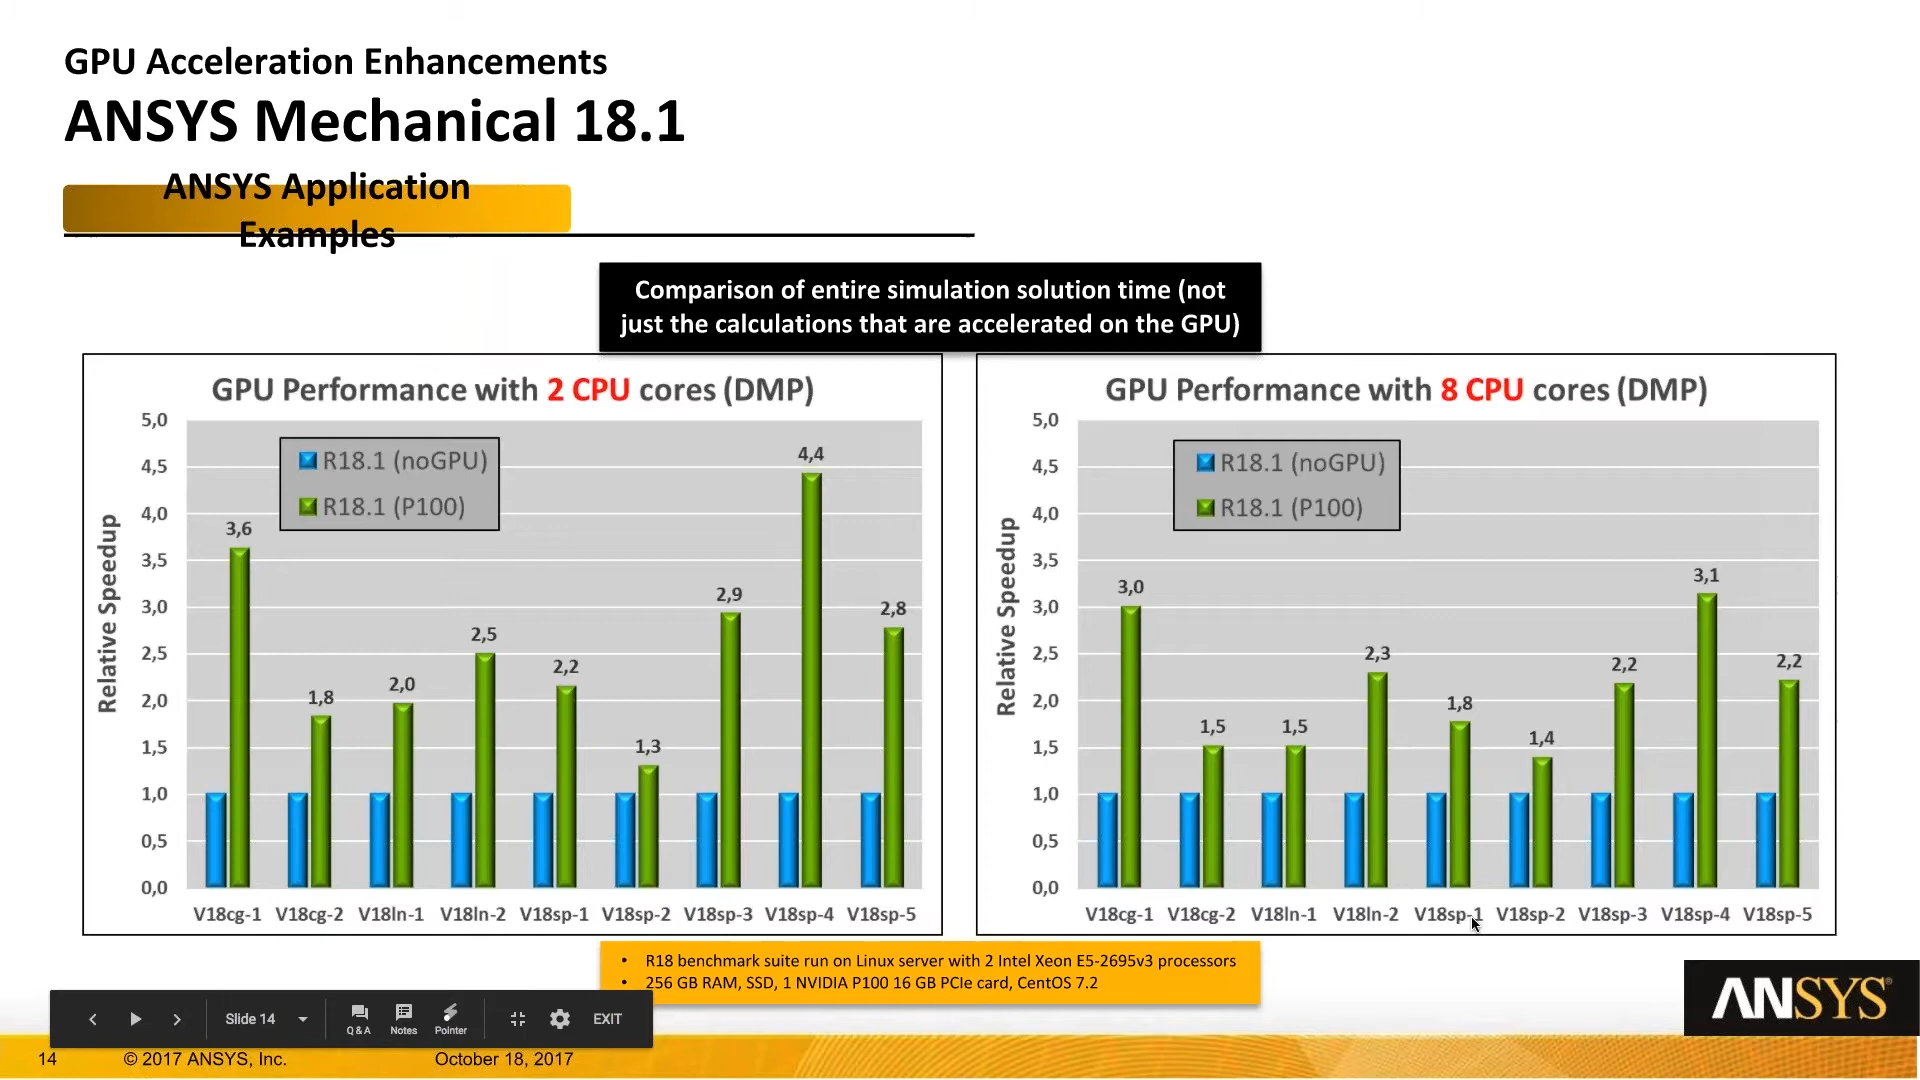 GPU Acceleration Enhancements
ANSYS Mechanical 18.1
ANSYS Application
Examples
Comparison of entire simulation solution time (not
just the calculations that are accelerated on the GPU)
GPU Performance with 2 CPU cores (DMP)
Relative Speedup
5,0
4,5
4,0
3,5
3,0
2,5
2,0
1,5
1,0
0,5
0,0
R18.1 (noGPU)
R18.1 (P100)
3,6
1,8
2,0
2,5
2,2
1,3
2,9
4,4
2,8
V18cg-1 V18cg-2 V18ln-1 V18ln-2 V18sp-1 V18sp-2 V18sp-3 V18sp-4 V18sp-5
GPU Performance with 8 CPU cores (DMP)
Relative Speedup
5,0
4,5
4,0
3,5
3,0
2,5
2,0
1,5
1,0
0,5
0,0
R18.1 (noGPU)
R18.1 (P100)
3,0
1,5
1,5
2,3
1,8
1,4
2,2
3,1
2,2
V18cg-1 V18cg-2 V18ln-1 V18ln-2 V18sp-1 V18sp-2 V18sp-3 V18sp-4 V18sp-5
• R18 benchmark suite run on Linux server with 2 Intel Xeon E5-2695v3 processors
• 256 GB RAM, SSD, 1 NVIDIA P100 16 GB PCIe card, CentOS 7.2
Slide 14
Q & A
Notes
Pointer
EXIT
ANSYS®
14 © 2017 ANSYS, Inc. October 18, 2017